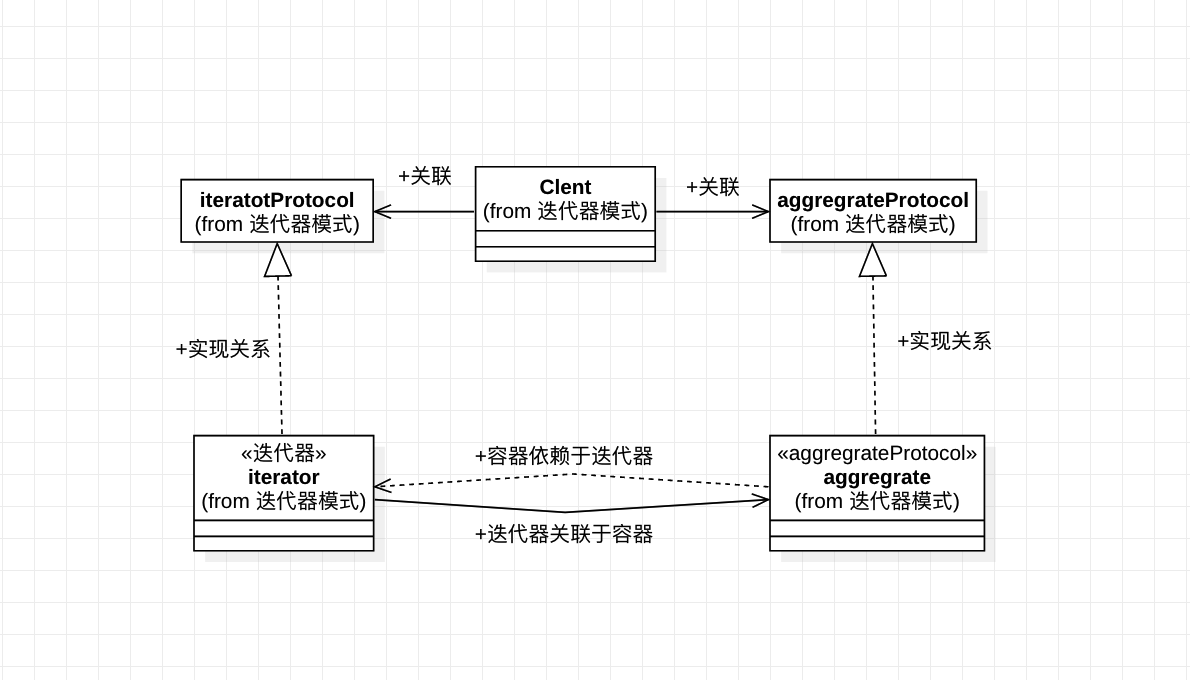 +关联
Clent
(from 迭代器模式)
+关联
iteratotProtocol
(from 迭代器模式)
aggregrateProtocol
(from 迭代器模式)
+实现关系
+实现关系
«迭代器»
iterator
(from 迭代器模式)
+容器依赖于迭代器
+迭代器关联于容器
«aggregrateProtocol»
aggregrate
(from 迭代器模式)